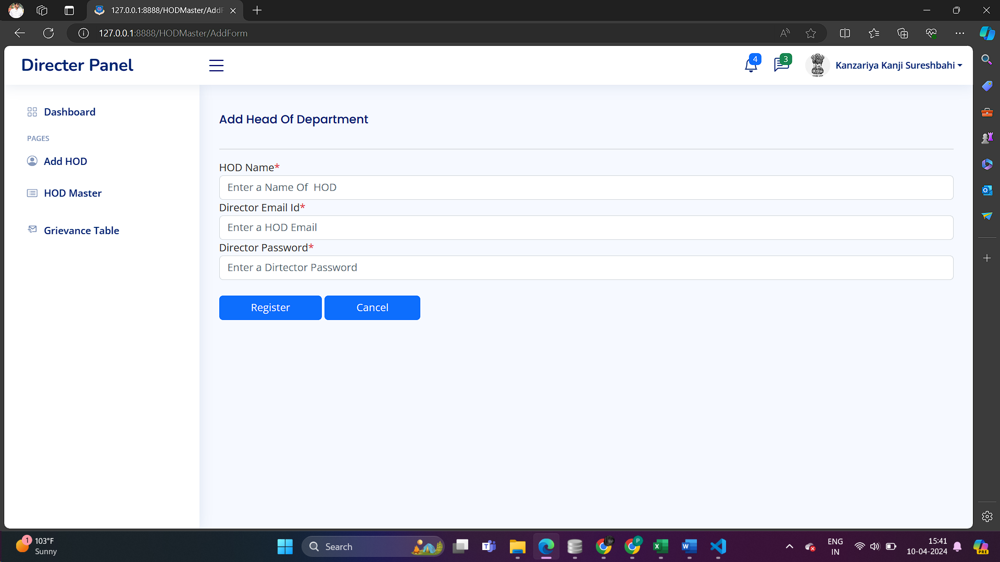 127.0.0.1:8888/HODMaster/AddF
127.0.0.1:8888/HODMaster/AddForm
Directer Panel
4
3
Kanzariya Kanji Sureshbahi
Dashboard
PAGES
Add HOD
HOD Master
Grievance Table
Add Head Of Department
HOD Name*
Enter a Name Of  HOD
Director Email Id*
Enter a HOD Email
Director Password*
Enter a Dirtector Password
Register
Cancel
1
103°F
Sunny
Search
P
ENG
IN
15:41
10-04-2024
PRE